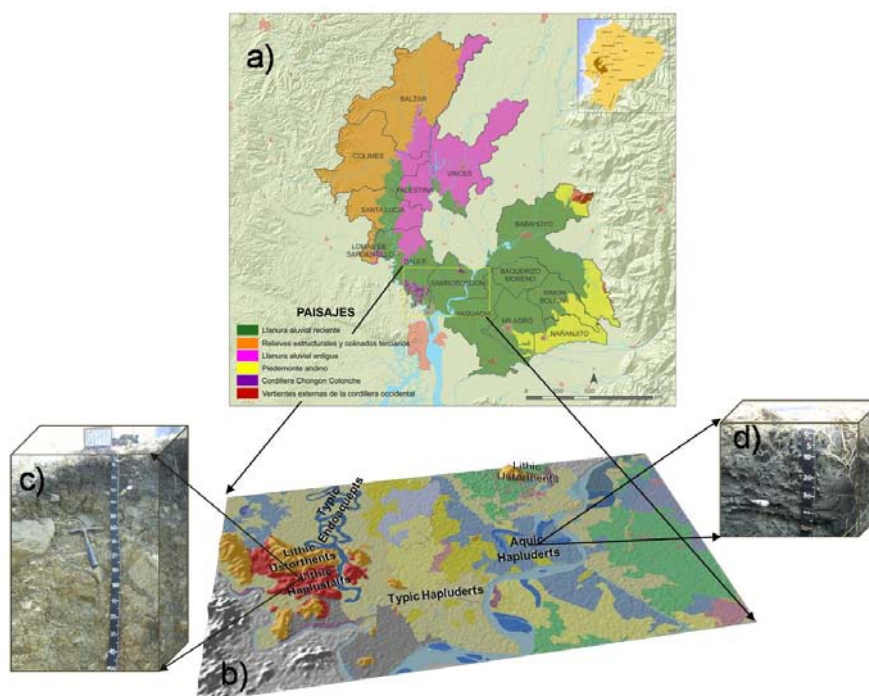 a)
BALZAR
COLIMES
VINCES
PALESTINA
SANTA LUCIA
BABAHOYO
LOMAS DE
SARGENTILLO
DAULE
BAQUERIZO
MORENO
SAMBORONDON
SIMON
BOLIVAR
YAGUACHI
MILAGRO
NARANJITO
PAISAJES
Llanura aluvial reciente
Relieves estructurales y colinados terciarios
Llanura aluvial antigua
Piedemonte andino
Cordillera Chongon Colonche
Vertientes externas de la cordillera occidental
c)
d)
Lithic
Ustorthents
Typic
Endoaquepts
Lithic
Ustorthents
Lithic
Haplustalfs
Aquic
Hapluderts
Typic Hapluderts
b)